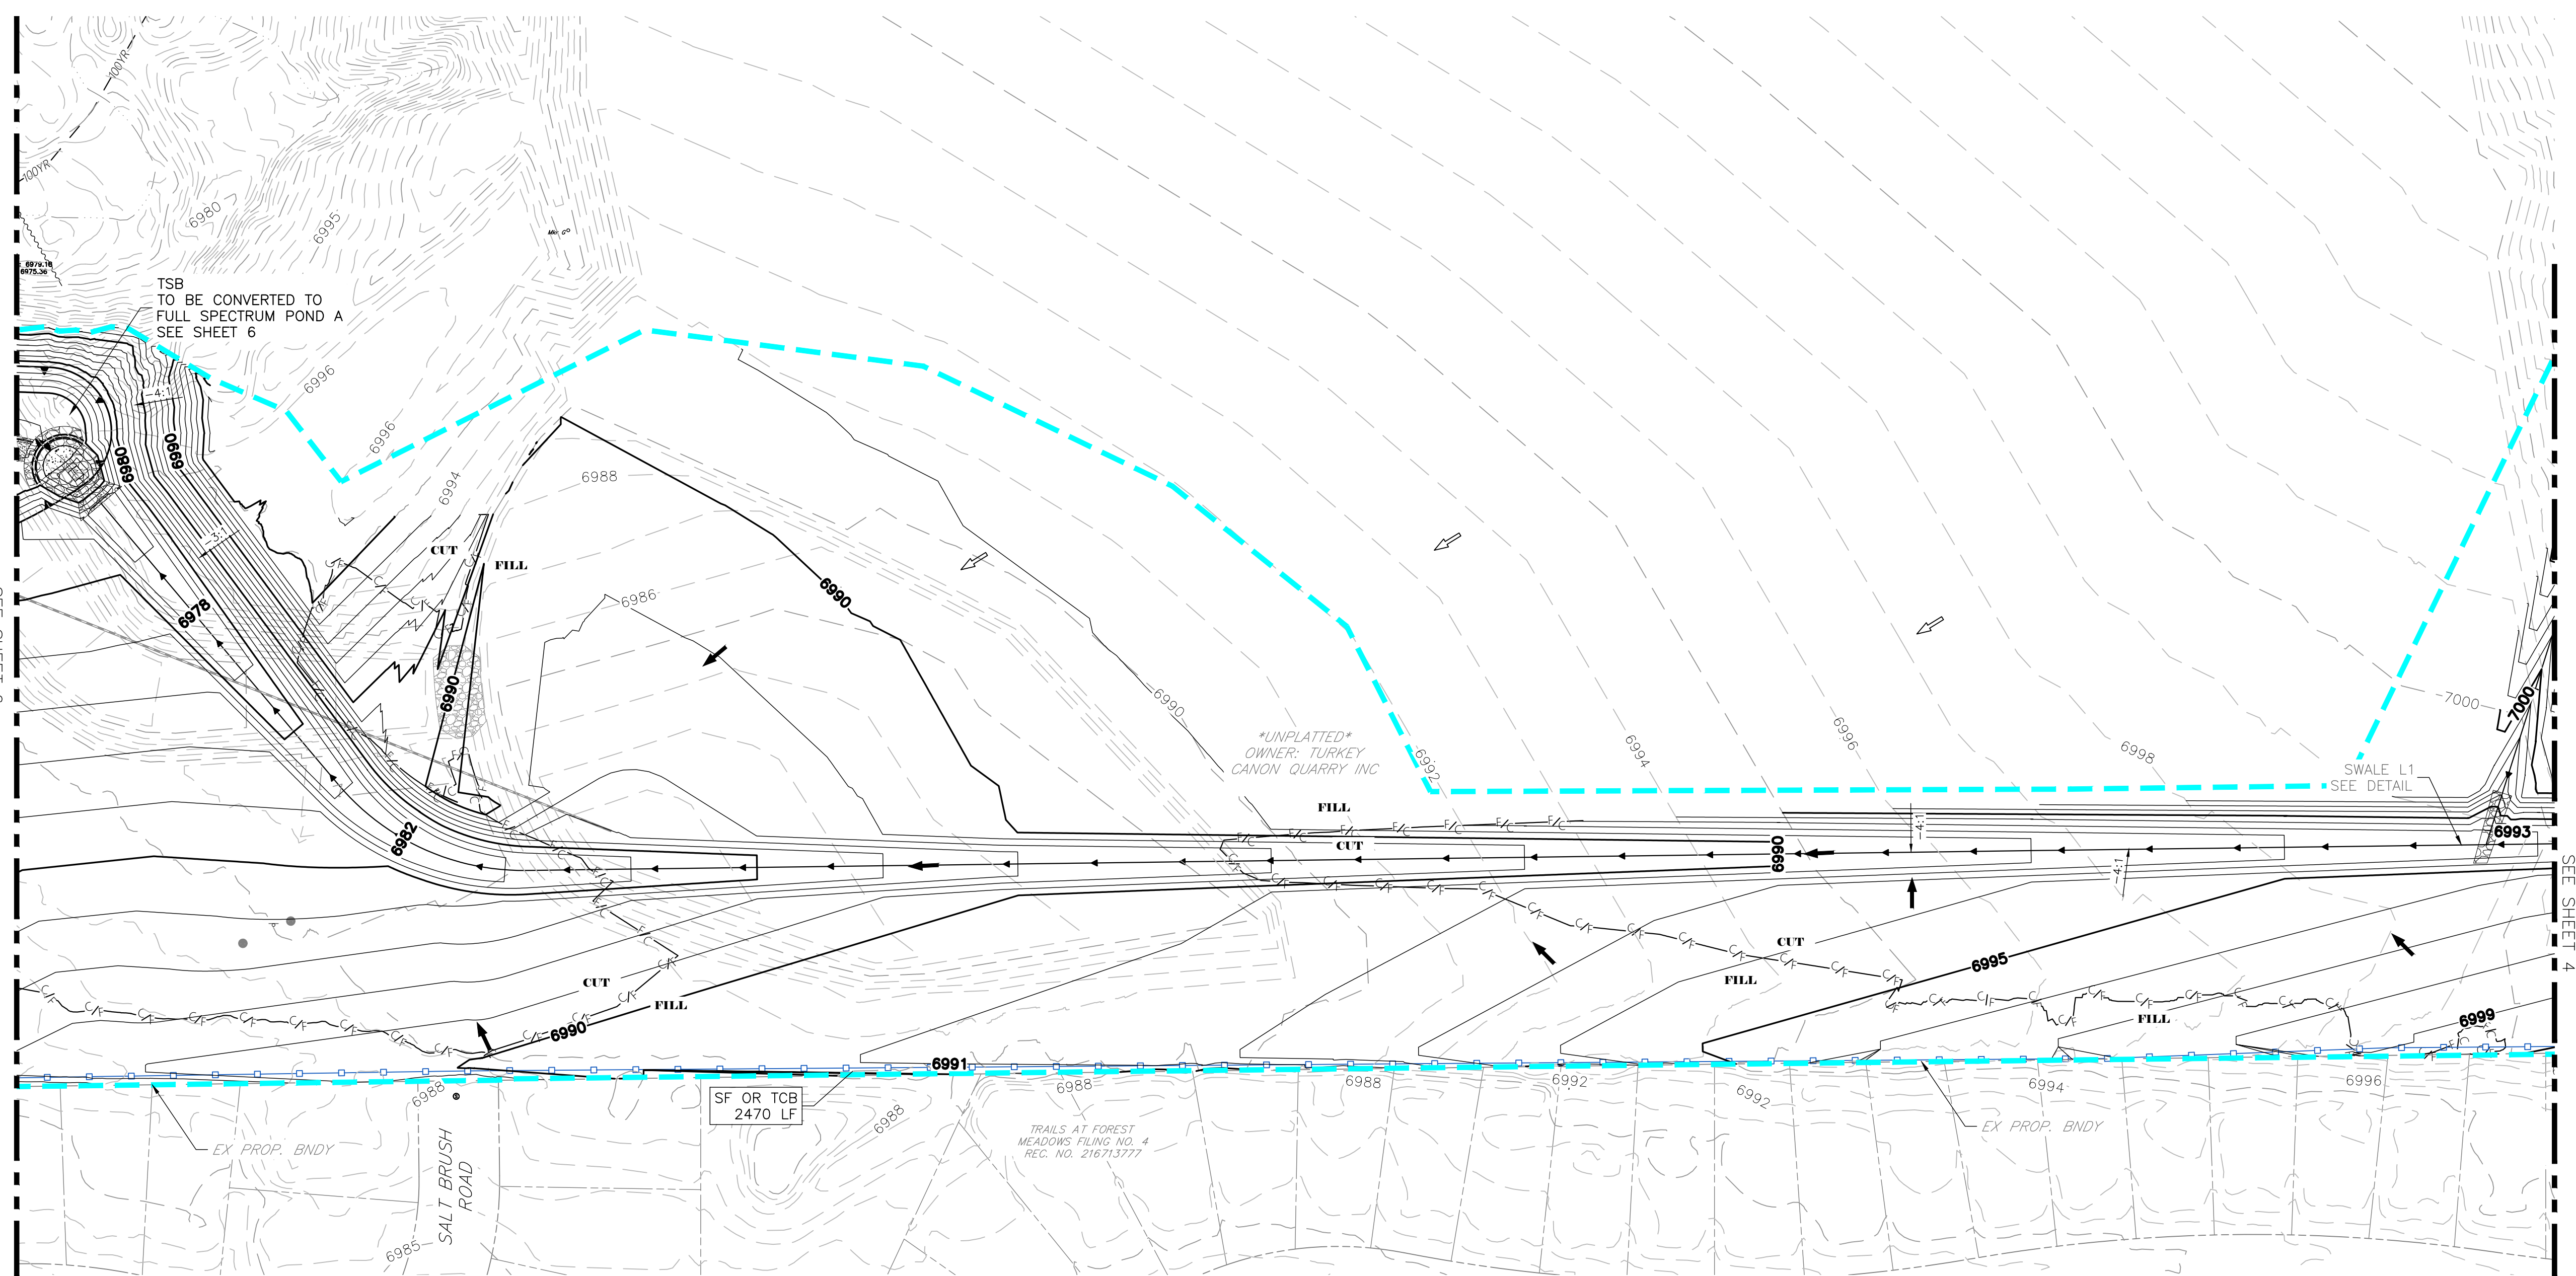 100YR
100YR
6980
6995
6979.16
6975.36
TSB
TO BE CONVERTED TO
FULL SPECTRUM POND A
SEE SHEET 6
-4:1
6996
6996
6994
6988
6990
6980
CUT
FILL
6986
6990
6978
6990
6990
6982
*UNPLATTED*
OWNER: TURKEY
CANON QUARRY INC
6992
6994
6996
6998
7000
7000
SWALE L1
SEE DETAIL
6993
FILL
F/C
F/C
F/C
F/C
F/C
F/C
F/C
CUT
6990
-4:1
-4:1
SEE SHEET 4
C/F
C/F
C/F
C/F
C/F
C/F
C/F
C/F
C/F
C/F
CUT
FILL
6995
CUT
FILL
C/F
C/F
C/F
C/F
C/F
C/F
C/F
C/F
C/F
6990
FILL
6999
6991
SF OR TCB
2470 LF
6988
6988
6988
6988
6992
6992
6994
6996
EX PROP. BNDY
EX PROP. BNDY
TRAILS AT FOREST
MEADOWS FILING NO. 4
REC. NO. 216713777
SALT BRUSH
ROAD
6985